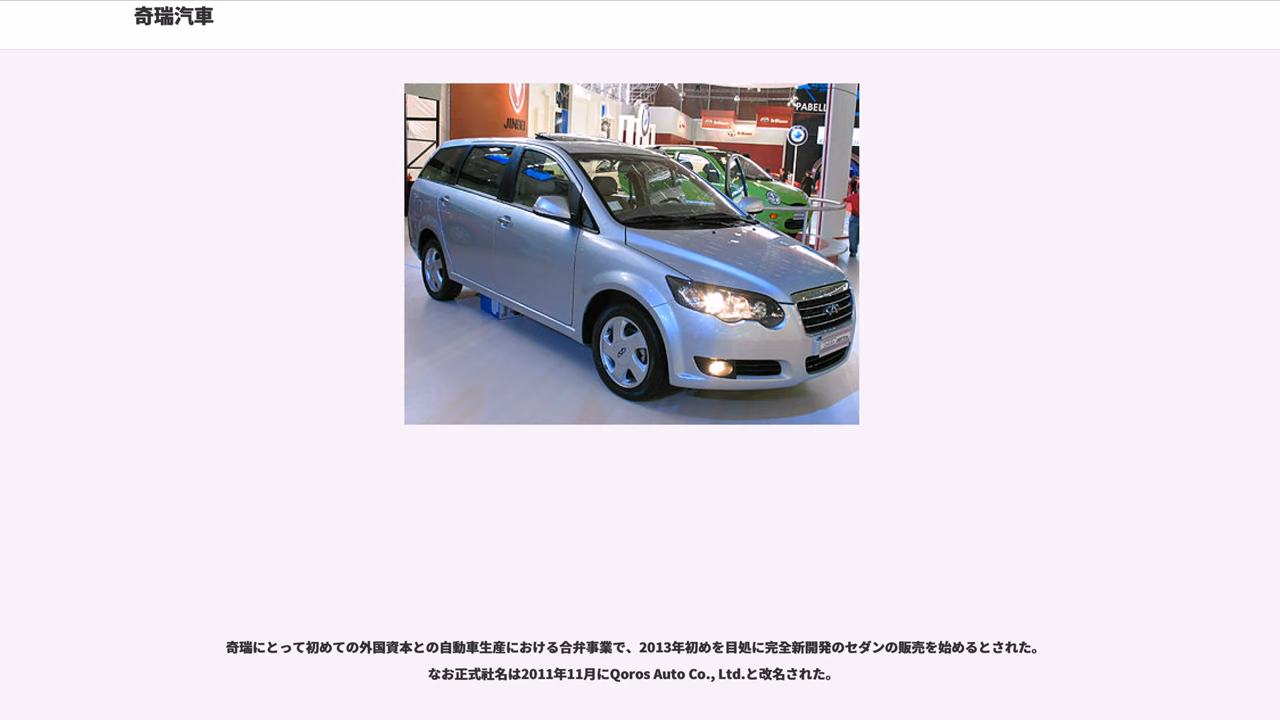 奇瑞汽車
JINBEI
PABELL
Brilliance
奇瑞にとって初めての外国資本との自動車生産における合弁事業で、2013年初めを目処に完全新開発のセダンの販売を始めるとされた。
なお正式社名は2011年11月にQoros Auto Co., Ltd.と改名された。